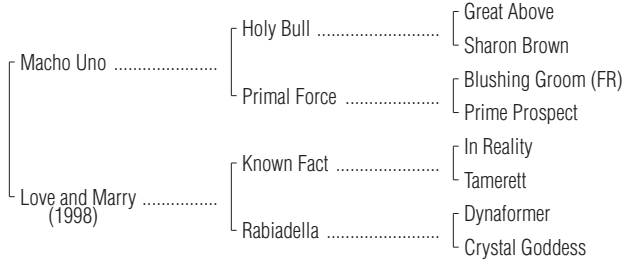 Great Above
Holy Bull ........................
Sharon Brown
Macho Uno ....................
Blushing Groom (FR)
Primal Force ..................
Prime Prospect
In Reality
Known Fact ....................
Tamerett
Love and Marry ..............
(1998)
Dynaformer
Rabiadella ......................
Crystal Goddess